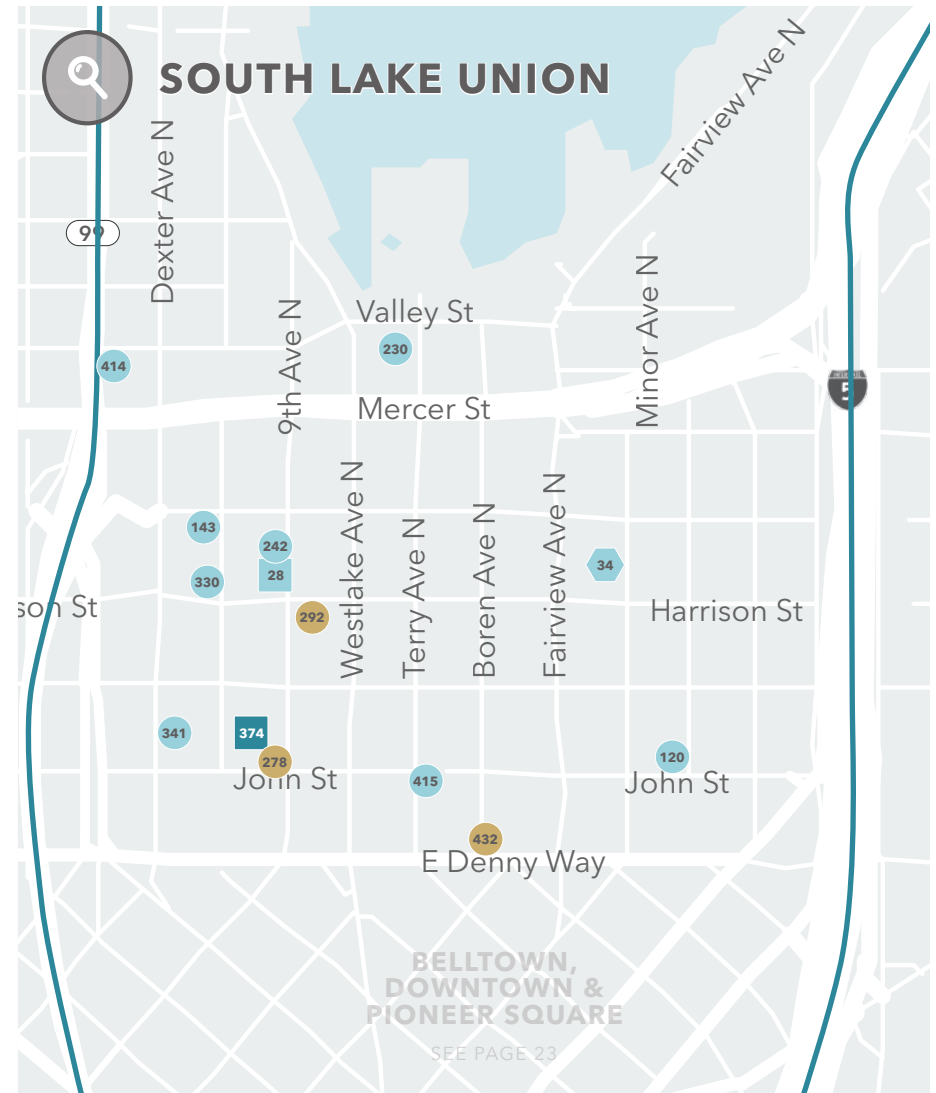 SOUTH LAKE UNION
Fairview Ave N
Dexter Ave N
99
Minor Ave N
Valley St
9th Ave N
230
414
5
Mercer St
Westlake Ave N
Terry Ave N
Boren Ave N
Fairview Ave N
143
242
34
28
330
son St
292
Harrison St
341
374
278
120
John St
415
John St
432
E Denny Way
BELLTOWN,
DOWNTOWN &
PIONEER SQUARE
SEE PAGE 23